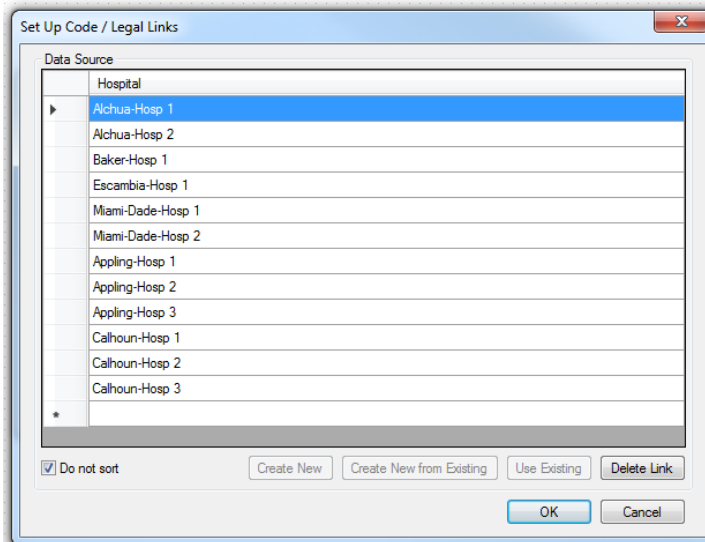 Set Up Code / Legal Links
Data Source
Hospital
Alchua-Hosp 1
Alchua-Hosp 2
Baker-Hosp 1
Escambia-Hosp 1
Miami-Dade-Hosp 1
Miami-Dade-Hosp 2
Appling-Hosp 1
Appling-Hosp 2
Appling-Hosp 3
Calhoun-Hosp 1
Calhoun-Hosp 2
Calhoun-Hosp 3
*
Do not sort Create New Create New from Existing Use Existing Delete Link
OK Cancel